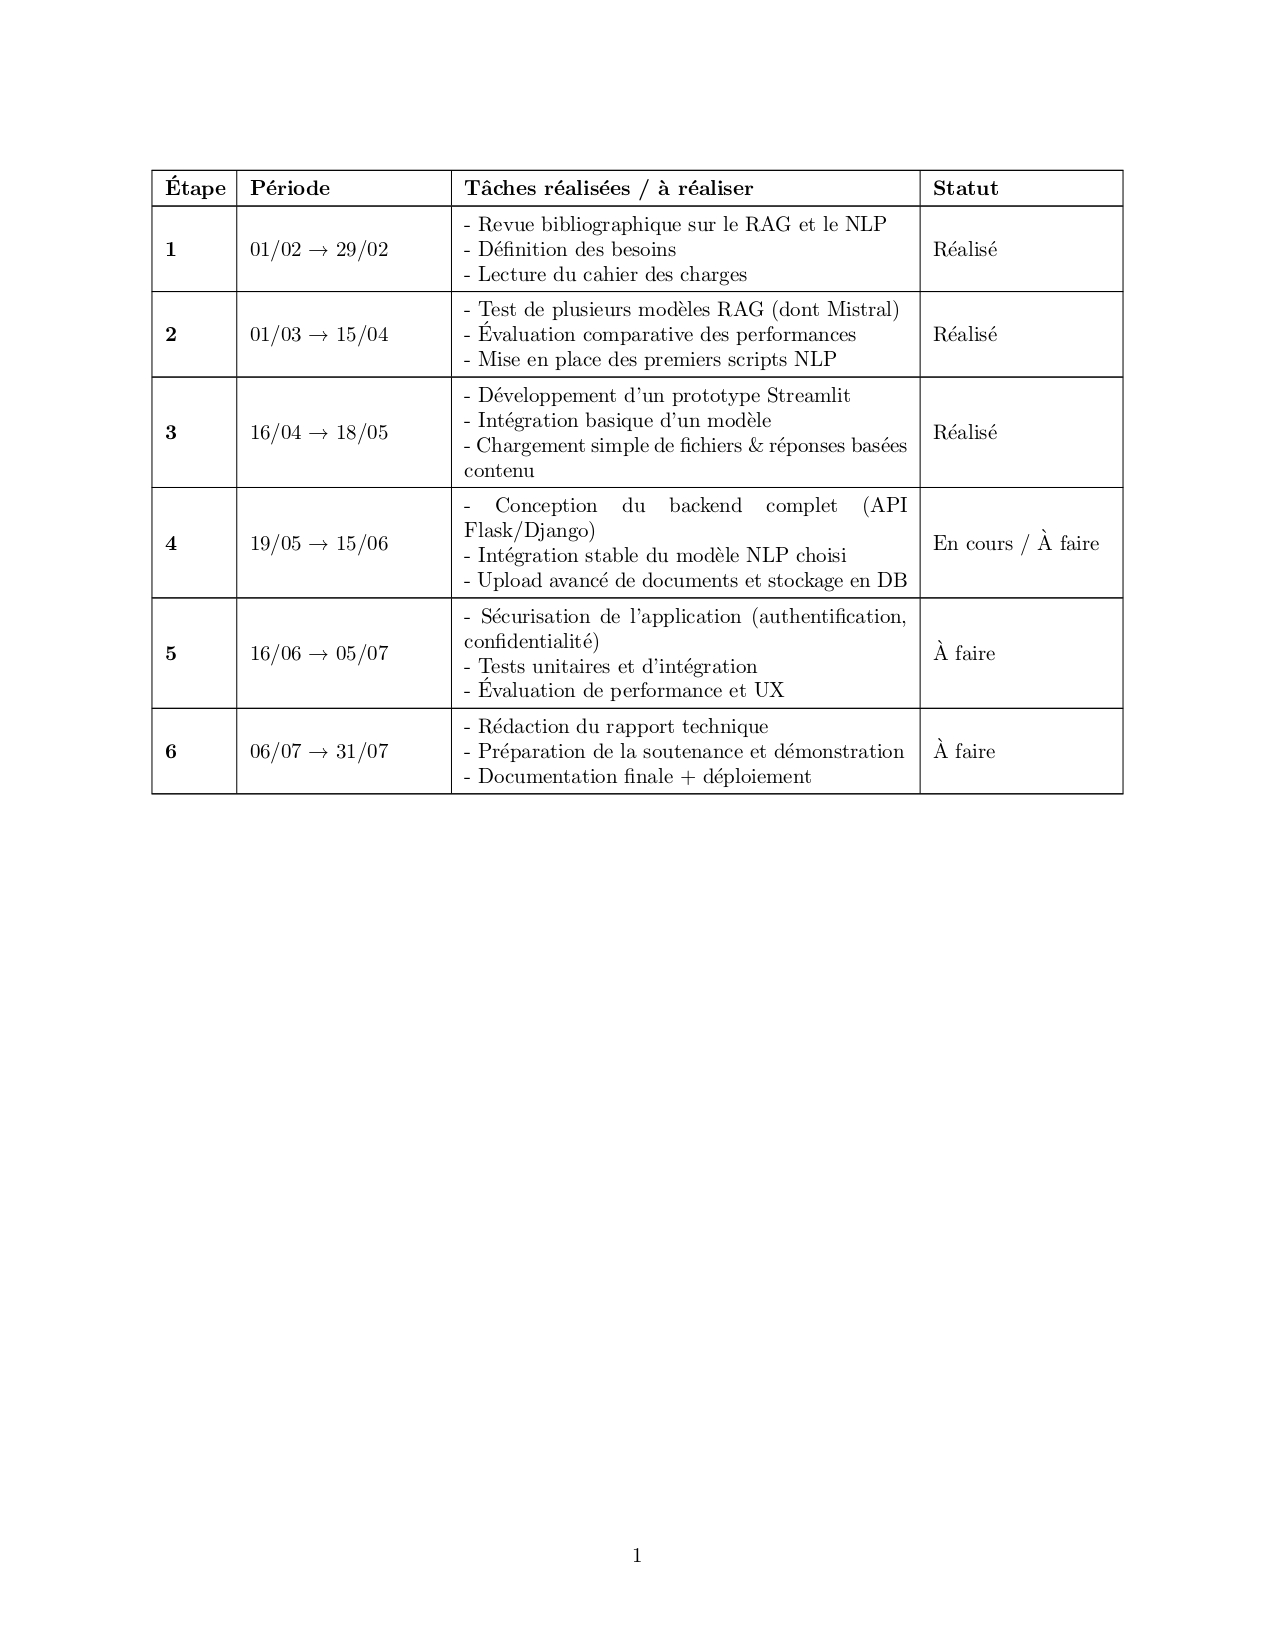 Étape Période Tâches réalisées / à réaliser Statut
1 01/02 → 29/02
- Revue bibliographique sur le RAG et le NLP
- Définition des besoins
- Lecture du cahier des charges
Réalisé
2 01/03 → 15/04
- Test de plusieurs modèles RAG (dont Mistral)
- Évaluation comparative des performances
- Mise en place des premiers scripts NLP
Réalisé
3 16/04 → 18/05
- Développement d'un prototype Streamlit
- Intégration basique d'un modèle
- Chargement simple de fichiers & réponses basées
contenu
Réalisé
4 19/05 → 15/06
- Conception du backend complet (API
Flask/Django)
- Intégration stable du modèle NLP choisi
- Upload avancé de documents et stockage en DB
En cours / À faire
5 16/06 → 05/07
- Sécurisation de l'application (authentification,
confidentialité)
- Tests unitaires et d'intégration
- Évaluation de performance et UX
À faire
6 06/07 → 31/07
- Rédaction du rapport technique
- Préparation de la soutenance et démonstration
- Documentation finale + déploiement
À faire
1